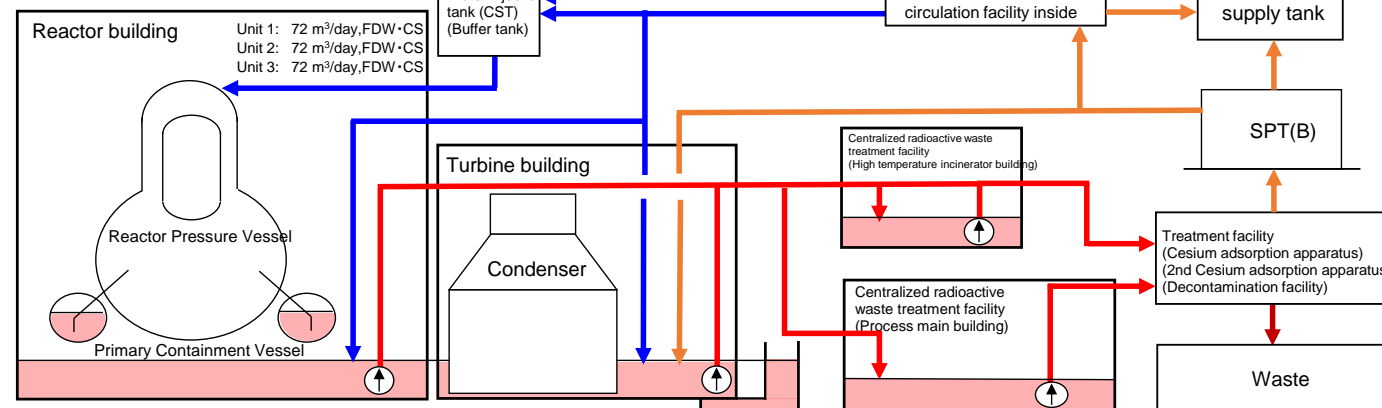 tank (CST)
(Buffer tank)
circulation facility inside
supply tank
Reactor building
Unit 1: 72 m³/day,FDW・CS
Unit 2: 72 m³/day,FDW・CS
Unit 3: 72 m³/day,FDW・CS
SPT(B)
Centralized radioactive waste
treatment facility
(High temperature incinerator building)
Turbine building
Reactor Pressure Vessel
Condenser
Treatment facility
(Cesium adsorption apparatus)
(2nd Cesium adsorption apparatus
(Decontamination facility)
Centralized radioactive
waste treatment facility
(Process main building)
Primary Containment Vessel
Waste